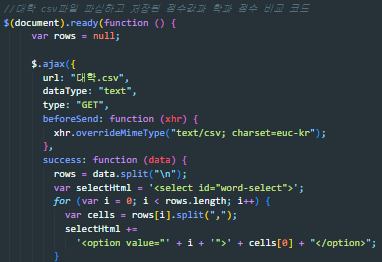 //대학 csv파일 파싱하고 저장된 점수값과 학과 점수 비교 코드
$(document).ready(function () {
var rows = null;
$.ajax({
url: "대학.csv",
dataType: "text",
type: "GET",
beforeSend: function (xhr) {
xhr.overrideMimeType("text/csv; charset=euc-kr");
},
success: function (data) {
rows = data.split("\n");
var selectHtml = '<select id="word-select">';
for (var i = 0; i < rows.length; i++) {
var cells = rows[i].split(",");
selectHtml +=
'<option value="' + i + '">' + cells[0] + "</option>";
}